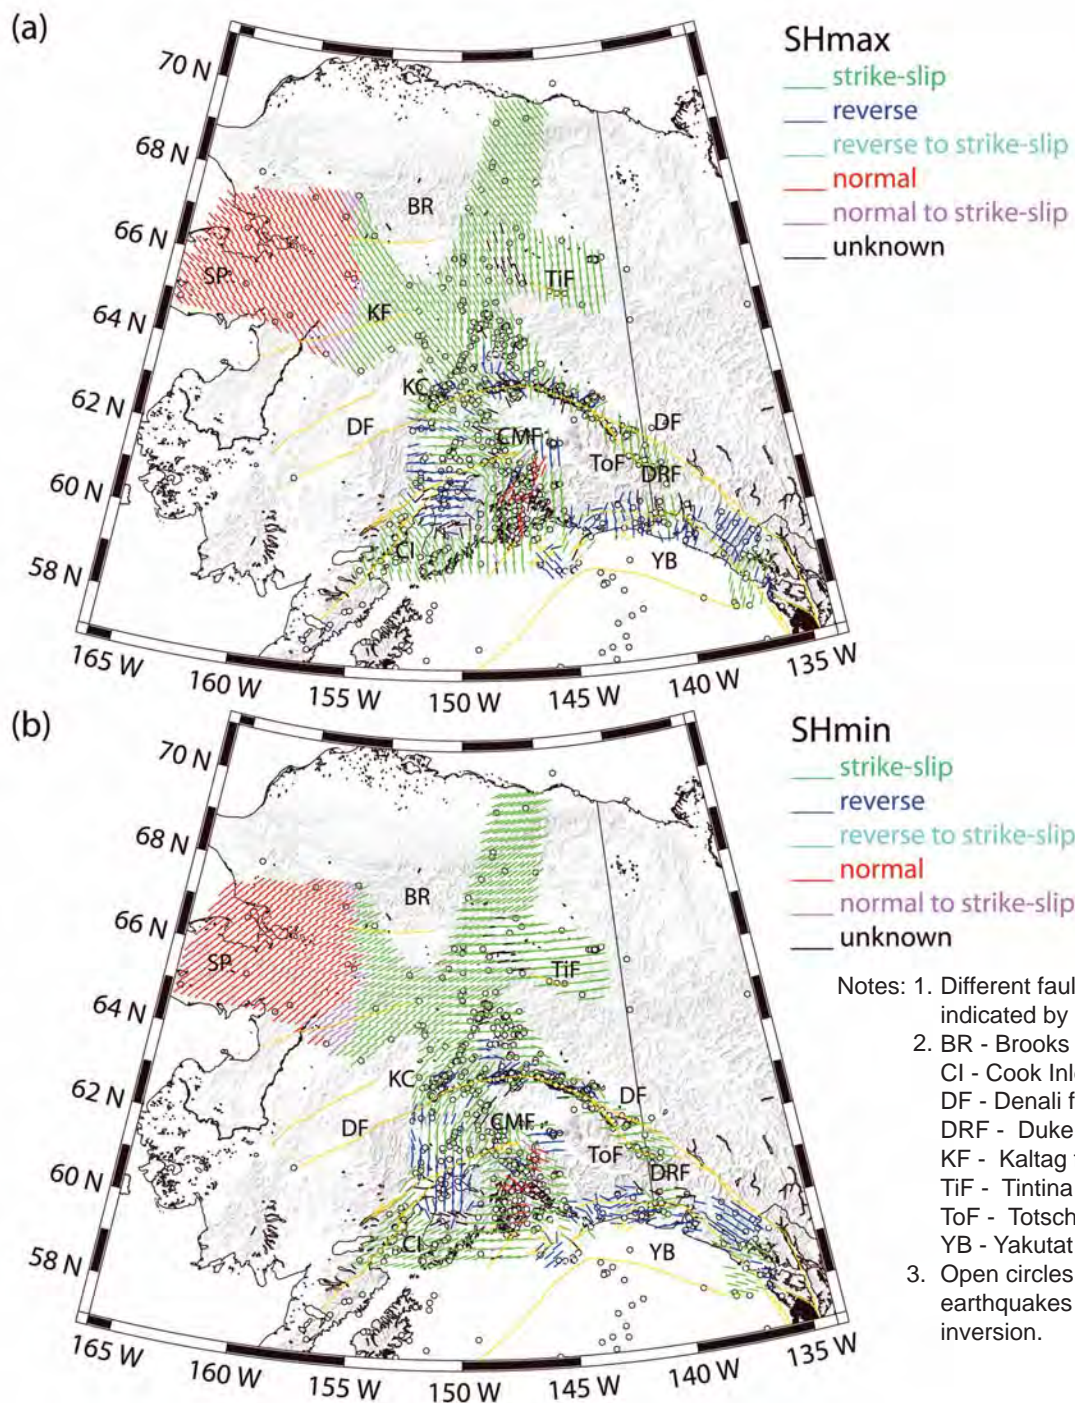 (a)
SHmax
strike-slip
reverse
reverse to strike-slip
normal
normal to strike-slip
unknown
70 N
68 N
66 N
64 N
62 N
60 N
58 N
BR
SP
TiF
KF
KC
DF
DF
CMF
ToF
DRF
CI
YB
165 W
160 W
155 W
150 W
145 W
140 W
135 W
(b)
SHmin
strike-slip
reverse
reverse to strike-slip
normal
normal to strike-slip
unknown
70 N
68 N
66 N
64 N
62 N
60 N
58 N
BR
SP
TiF
KC
DF
DF
CMF
ToF
DRF
CI
YB
165 W
160 W
155 W
150 W
145 W
140 W
135 W
Notes: 1. Different faul
indicated by
2. BR - Brooks
CI - Cook Inl
DF - Denali f
DRF - Duke
KF - Kaltag
TiF - Tintina
ToF - Totsch
YB - Yakutat
3. Open circles
earthquakes
inversion.